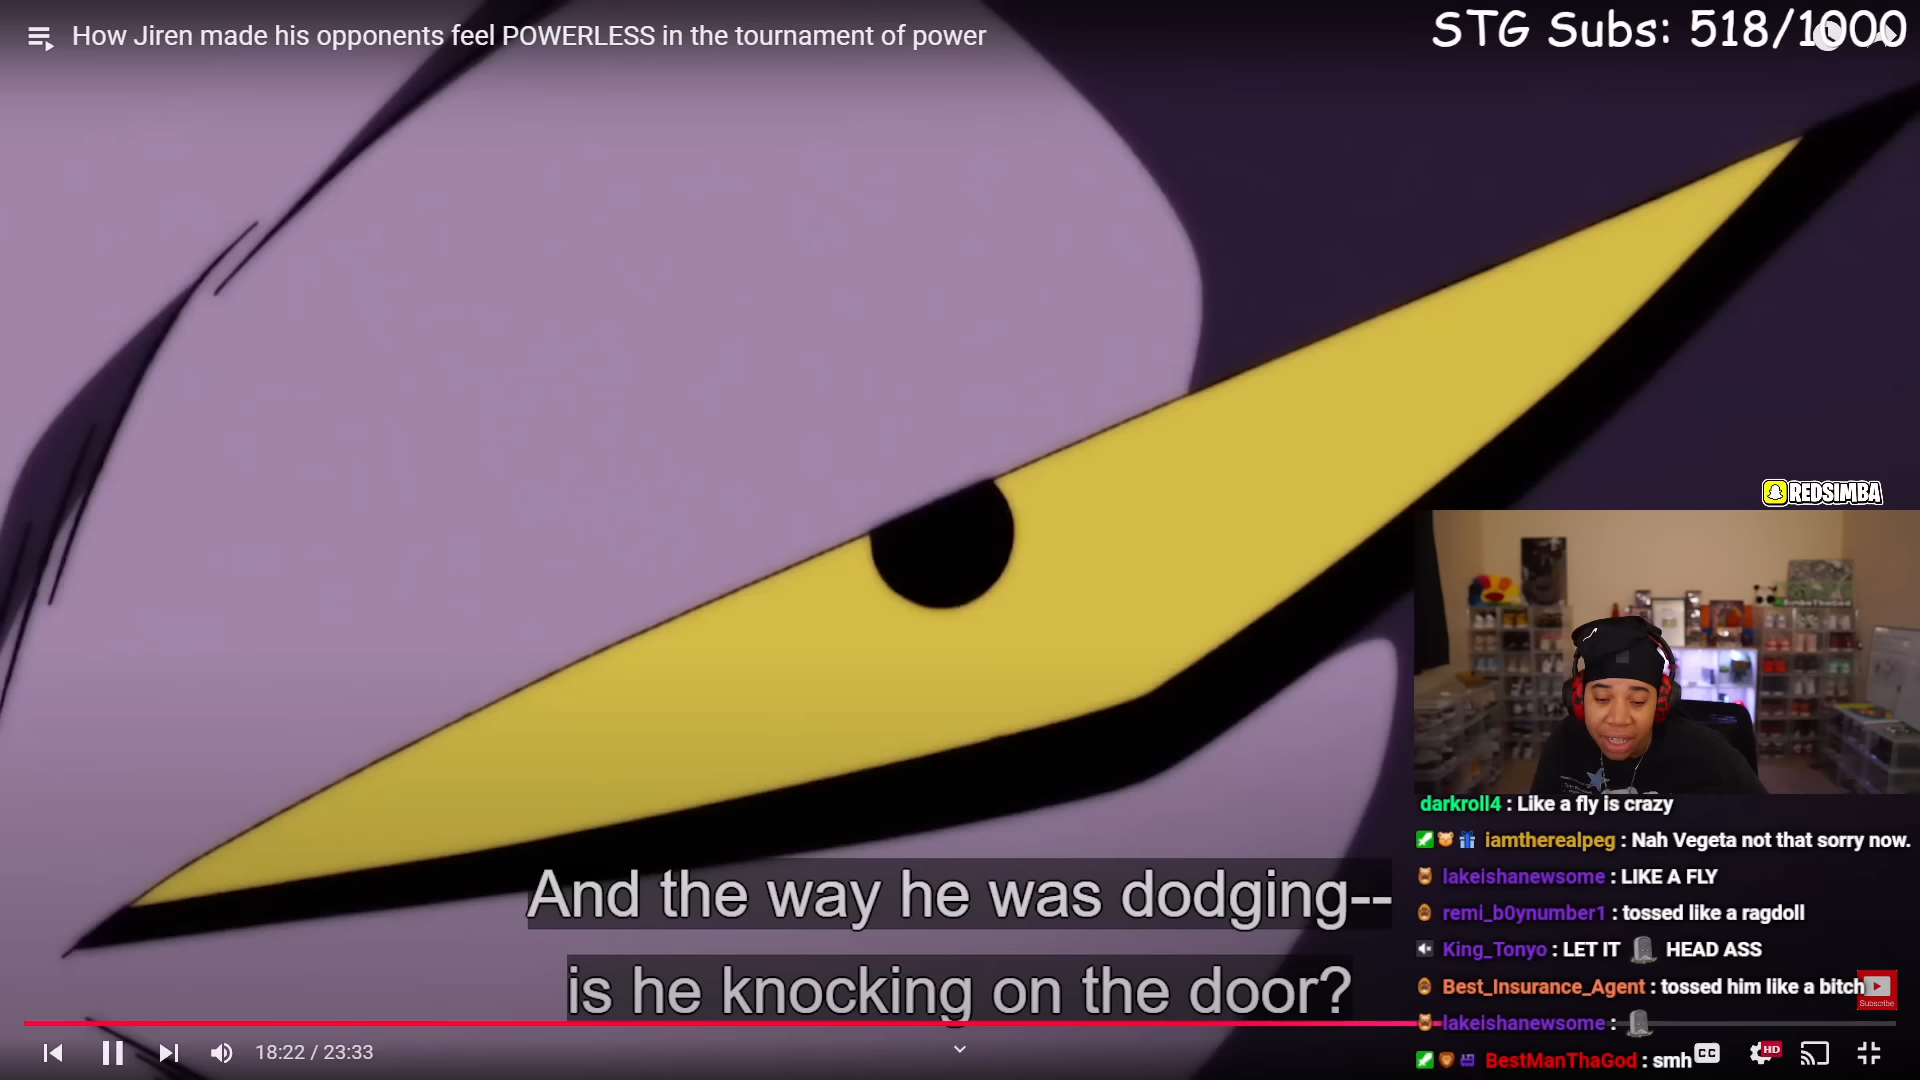 How Jiren made his opponents feel POWERLESS in the tournament of power
STG Subs: 518/1000
REDSIMBA
darkroll4 : Like a fly is crazy
iamtherealpeg : Nah Vegeta not that sorry now.
lakeishanewsome : LIKE A FLY
remi_b0ynumber1 : tossed like a ragdoll
King_Tonyo : LET IT HEAD ASS
Best_Insurance_Agent : tossed him like a bitch
Subscribe
lakeishanewsome :
BestManThaGod : smh
And the way he was dodging--
is he knocking on the door?
18:22 / 23:33
CC
HD